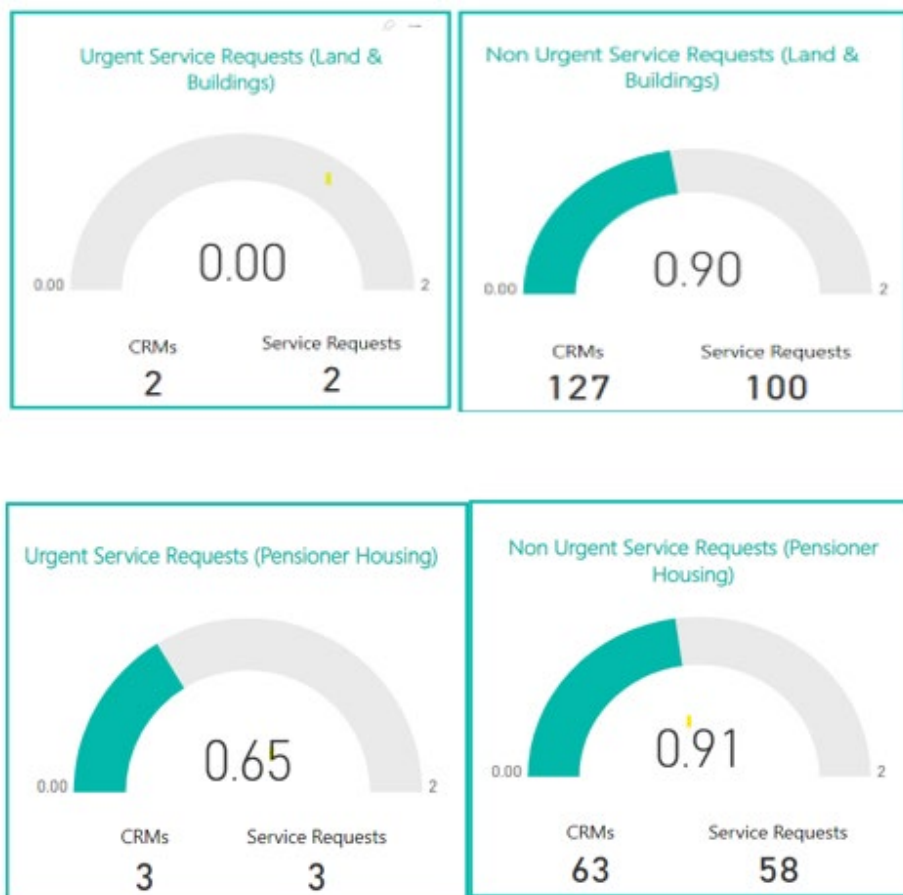 Urgent Service Requests (Land &
Buildings)
0.00
0.00
2
CRMs
Service Requests
2
2
Non Urgent Service Requests (Land &
Buildings)
0.90
0.00
2
CRMs
Service Requests
127
100
Urgent Service Requests (Pensioner Housing)
0.65
0.00
2
CRMs
Service Requests
3
3
Non Urgent Service Requests (Pensioner
Housing)
0.91
0.00
2
CRMs
Service Requests
63
58